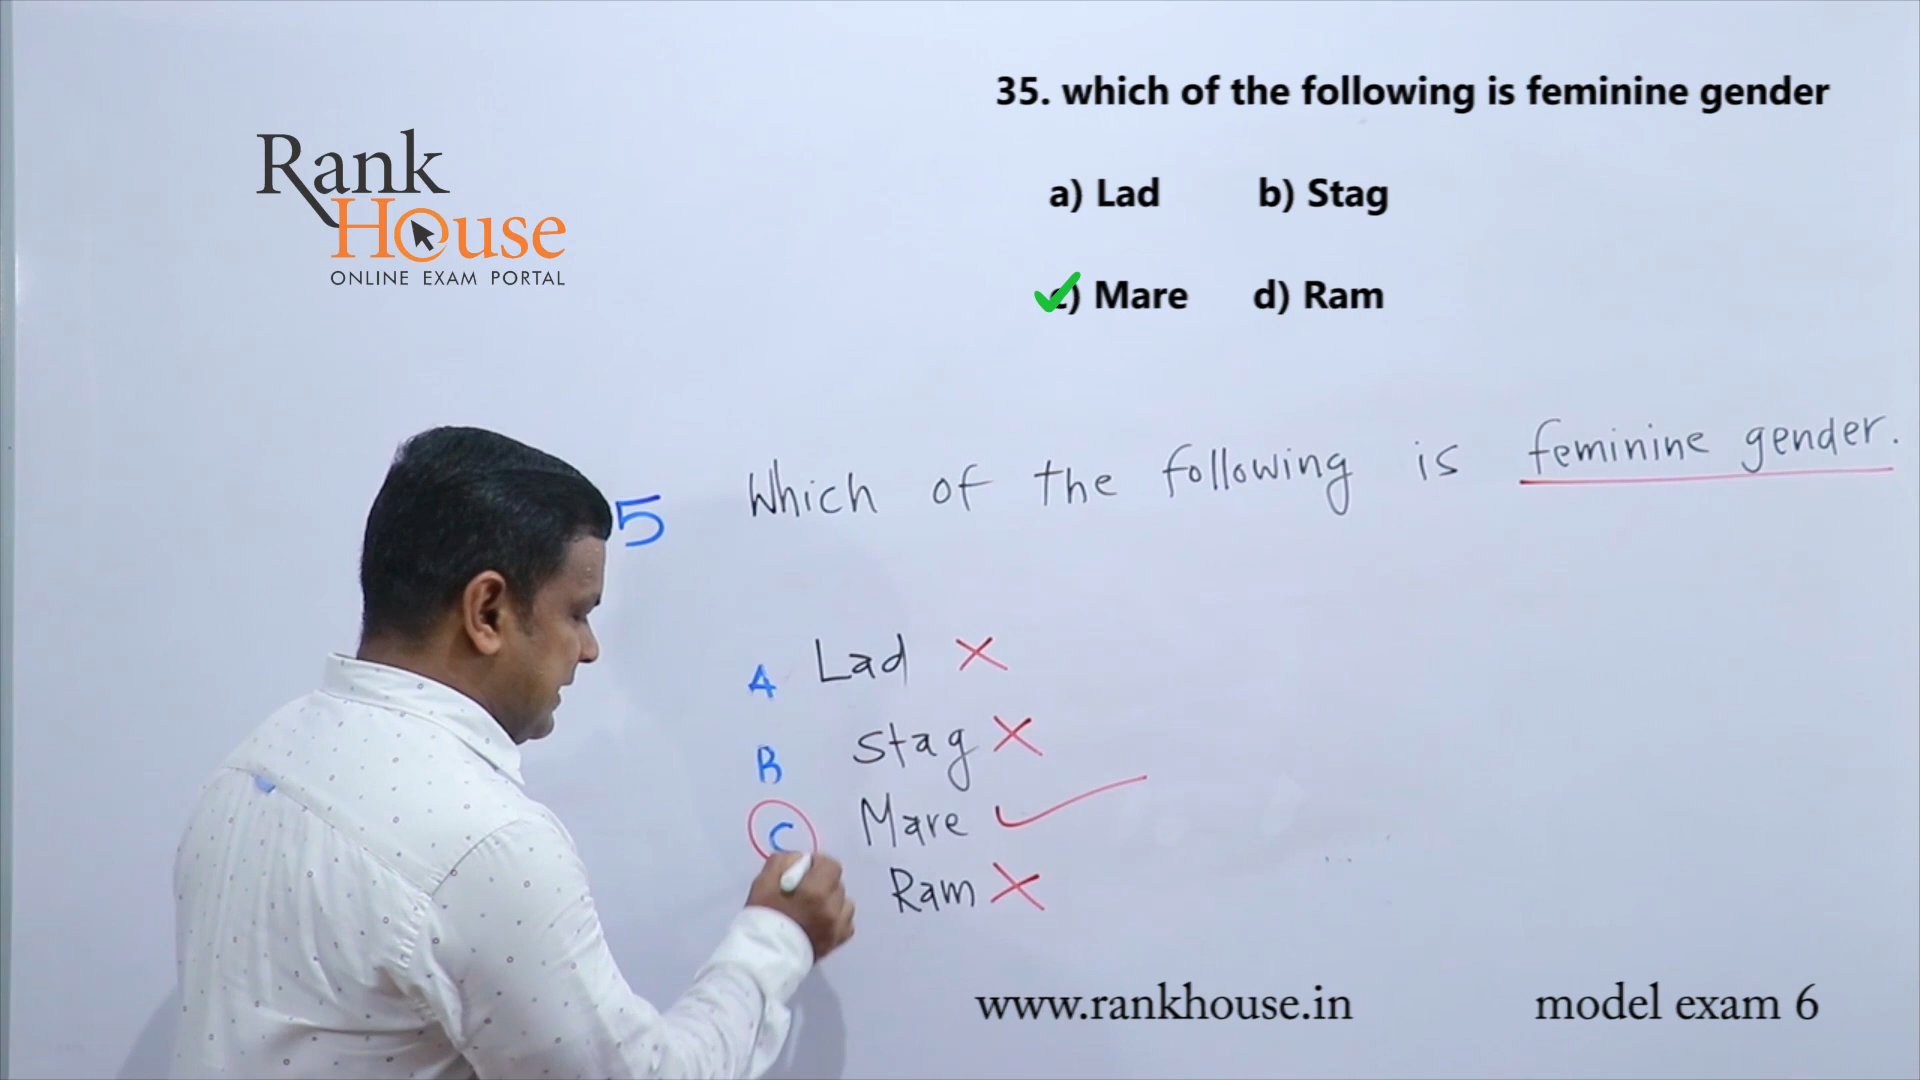 35. which of the following is feminine gender
Rank
House
ONLINE EXAM PORTAL
a) Lad b) Stag
c) Mare d) Ram
5 Which of the following is feminine gender.
A Lad
B Stag
C Mare
Ram
www.rankhouse.in model exam 6